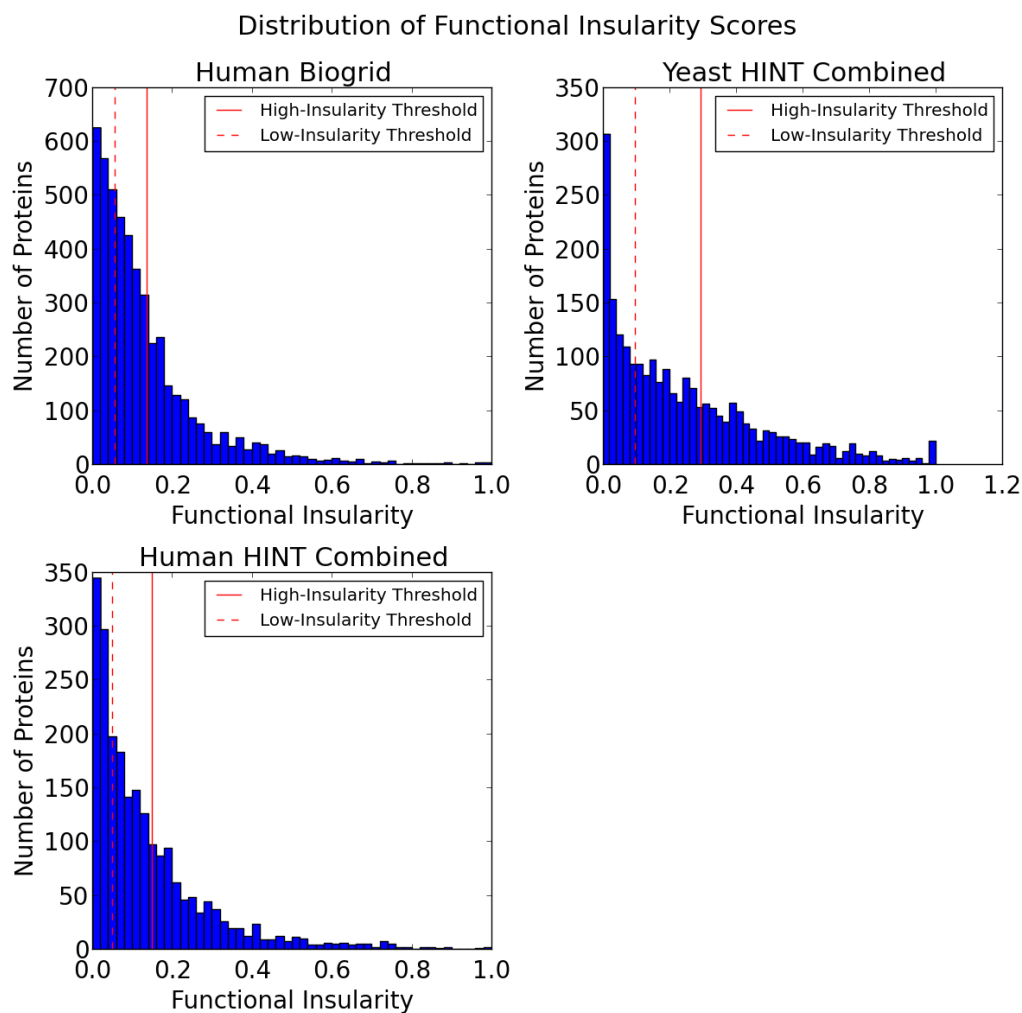 Distribution of Functional Insularity Scores
Human Biogrid
700
600
500
400
300
200
100
0
Number of Proteins
High-Insularity Threshold
Low-Insularity Threshold
0.0 0.2 0.4 0.6 0.8 1.0
Functional Insularity
Yeast HINT Combined
350
300
250
200
150
100
50
0
Number of Proteins
High-Insularity Threshold
Low-Insularity Threshold
0.0 0.2 0.4 0.6 0.8 1.0 1.2
Functional Insularity
Human HINT Combined
350
300
250
200
150
100
50
0
Number of Proteins
High-Insularity Threshold
Low-Insularity Threshold
0.0 0.2 0.4 0.6 0.8 1.0
Functional Insularity